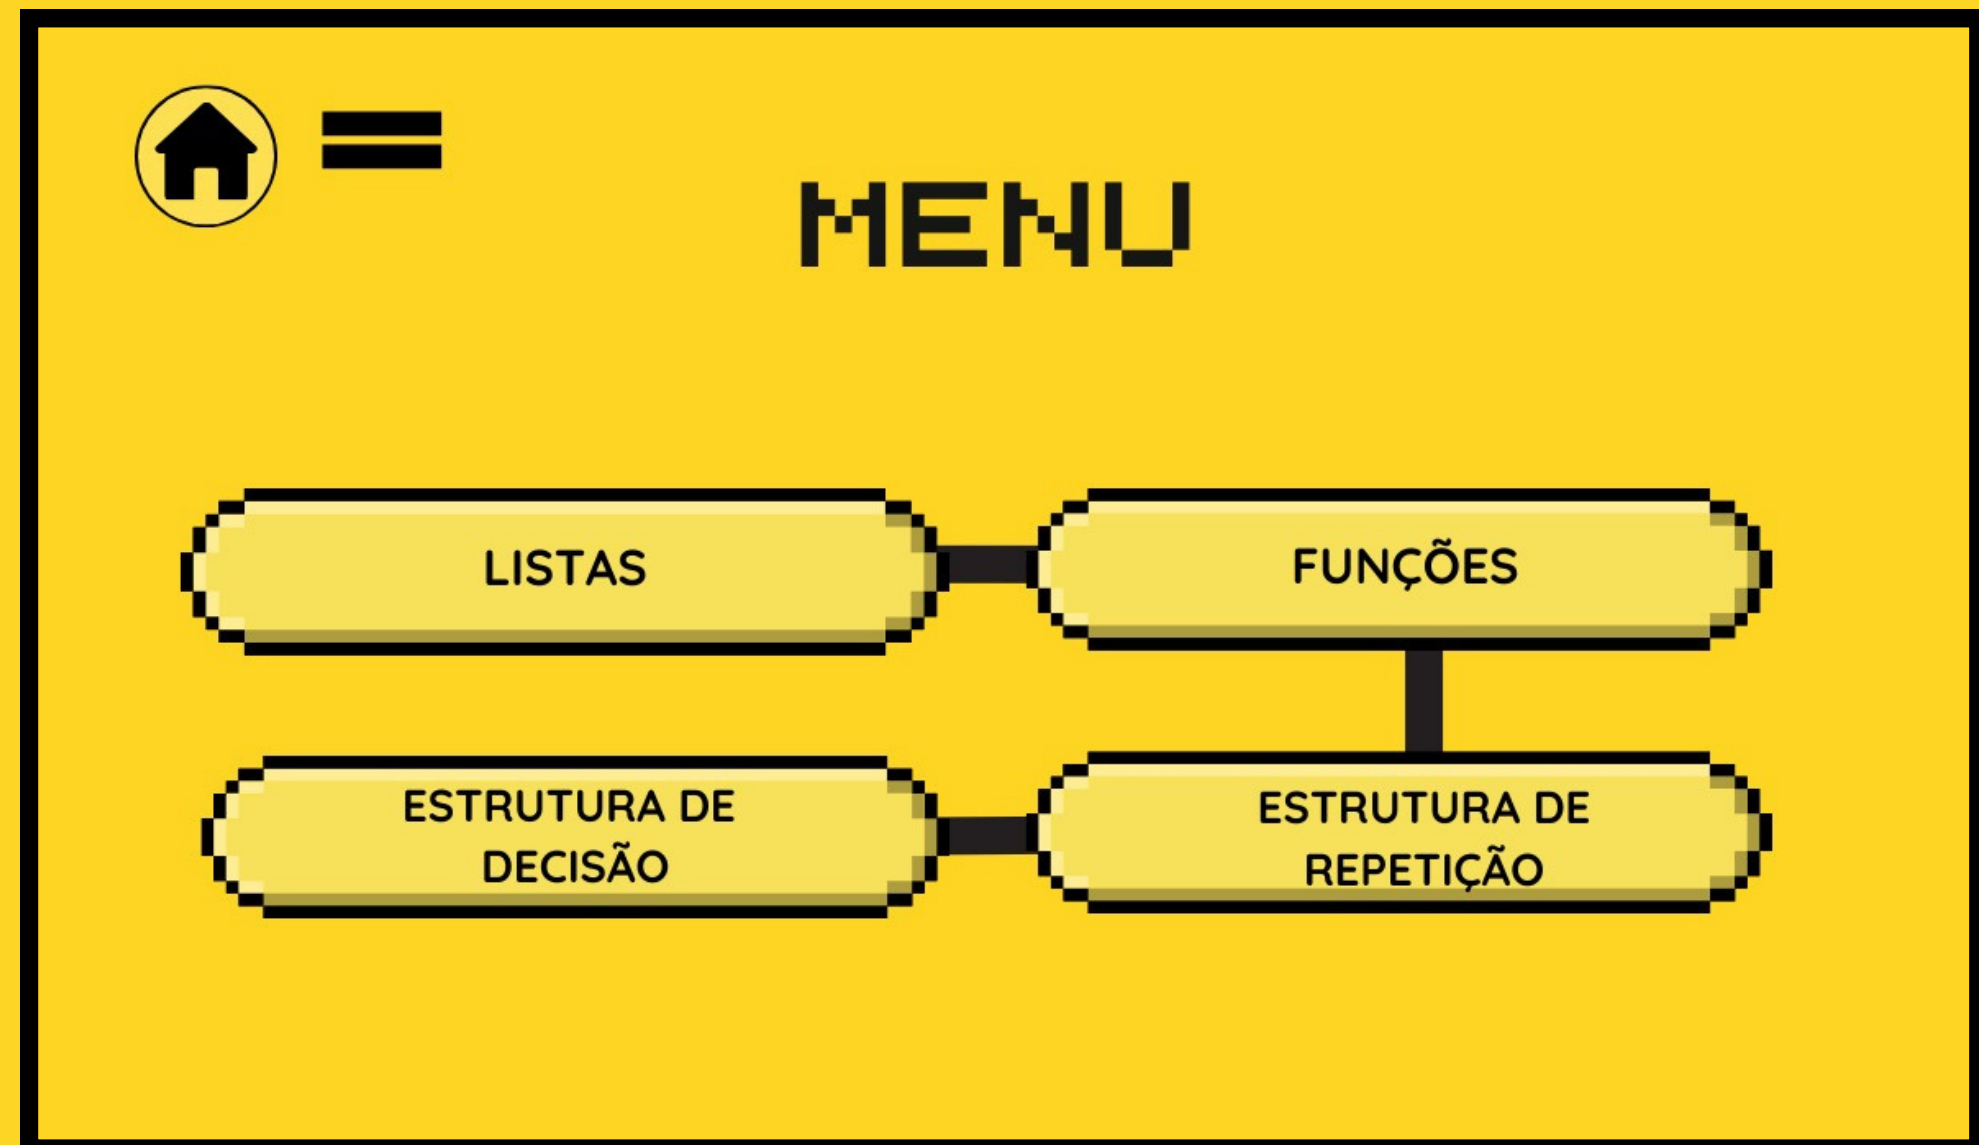 MENU
LISTAS
FUNÇÕES
ESTRUTURA DE
DECISÃO
ESTRUTURA DE
REPETIÇÃO